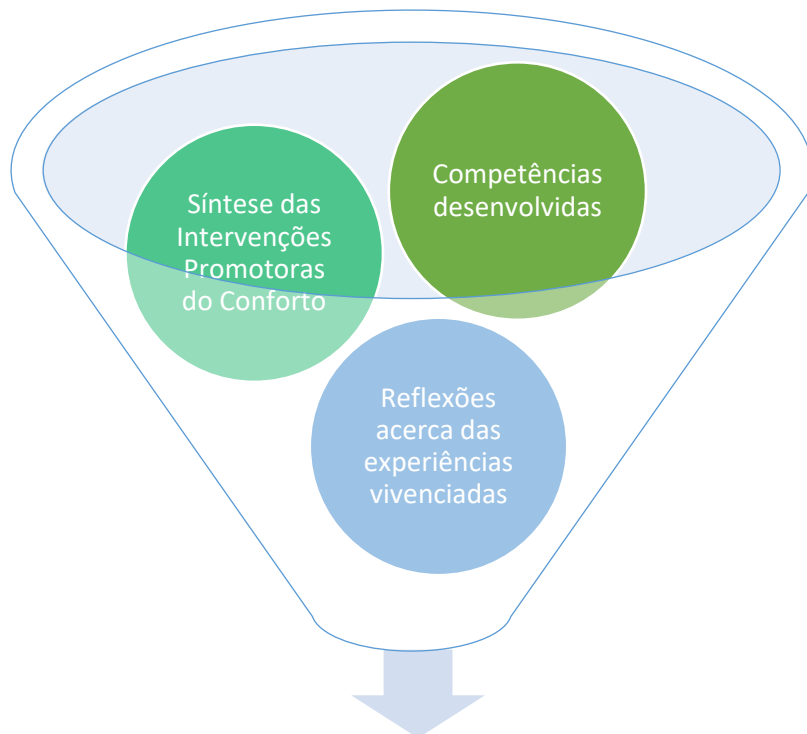 Síntese das
Intervenções
Promotoras
do Conforto
Competências
desenvolvidas
Reflexões
acerca das
experiências
vivenciadas